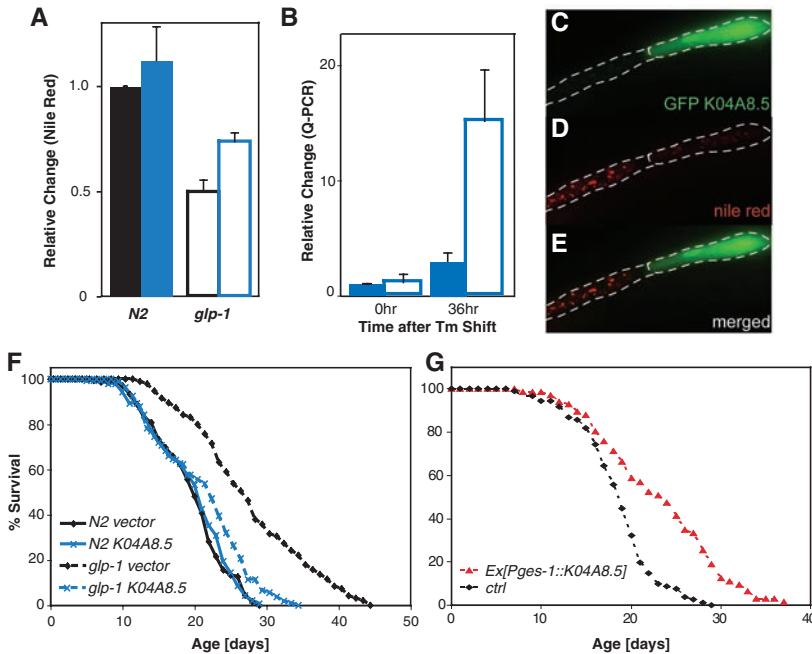 A
Relative Change (Nile Red)
1.0
0.5
0
N2 glp-1
B
Relative Change (Q-PCR)
20
10
0
0hr 36hr
Time after Tm Shift
C
GFP K04A8.5
D
nile red
E
merged
F
% Survival
100
80
60
40
20
0
0 10 20 30 40 50
Age [days]
N2 vector
N2 K04A8.5
glp-1 vector
glp-1 K04A8.5
G
100
80
60
40
20
0
0 10 20 30 40
Age [days]
Ex[Pges-1::K04A8.5]
ctrl